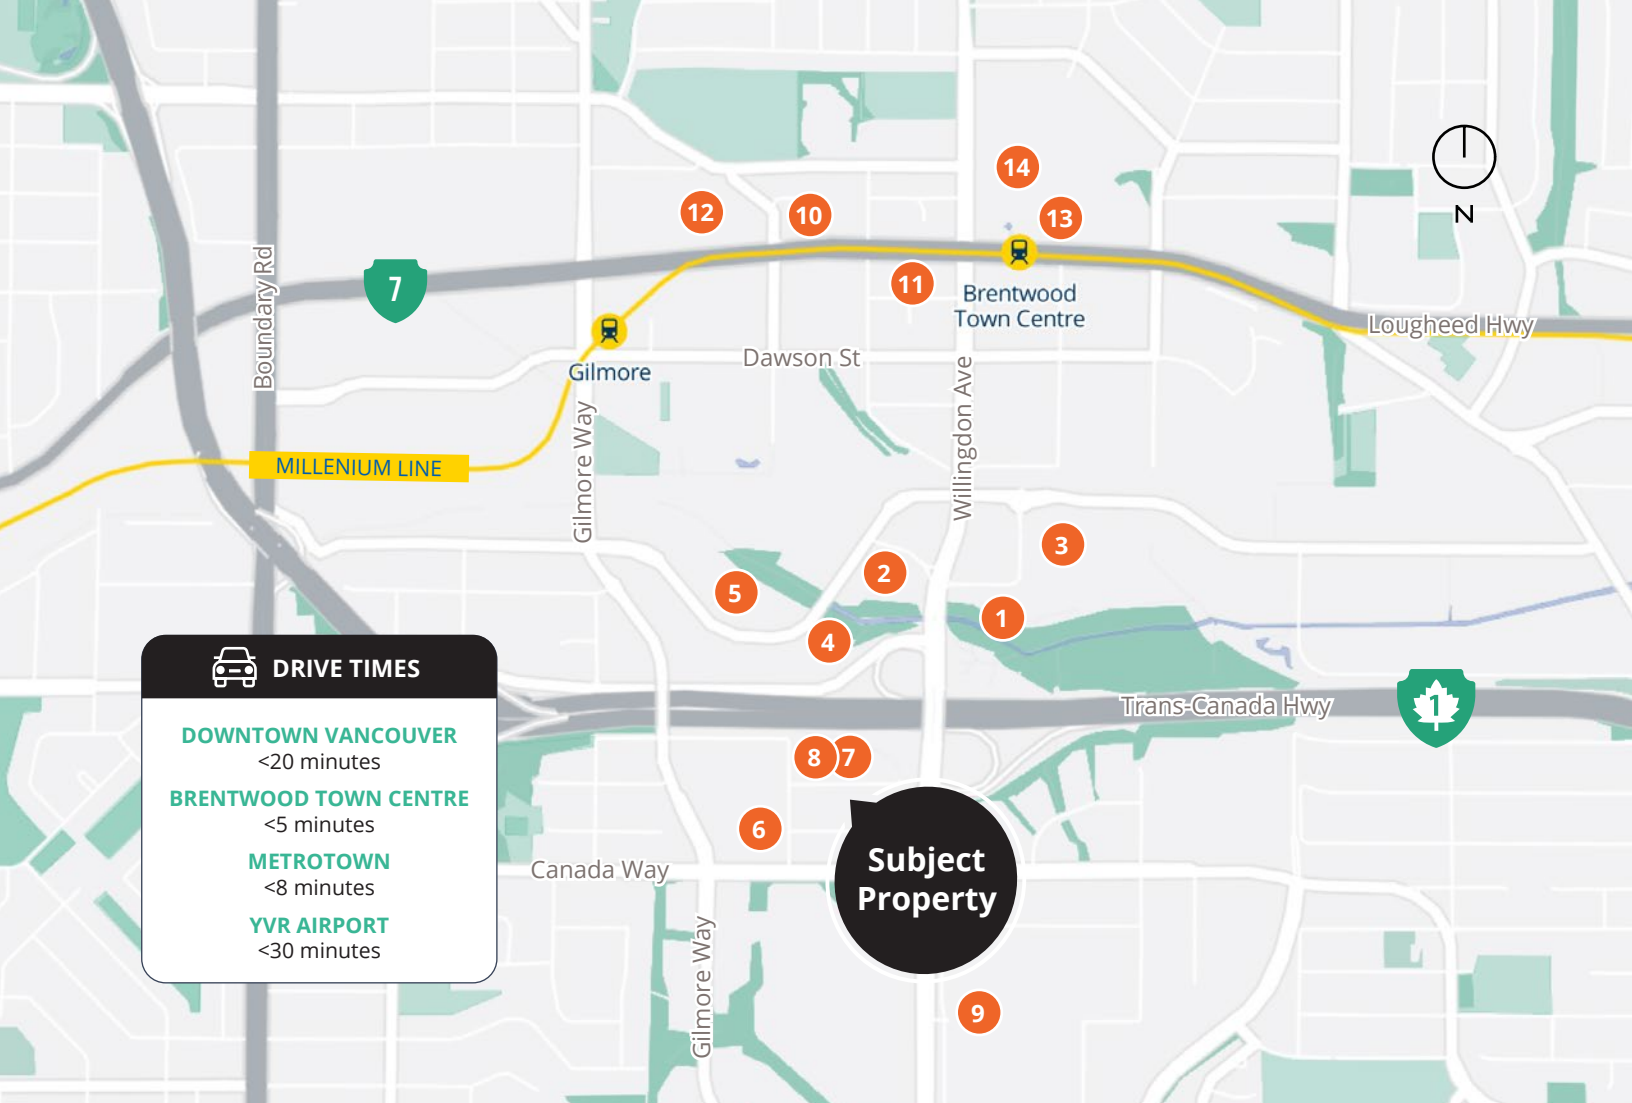 14
12
10
13
N
Boundary Rd
7
11
Brentwood
Town Centre
Lougheed Hwy
Gilmore
Dawson St
Willingdon Ave
Gilmore Way
MILLENIUM LINE
3
2
5
1
4
DRIVE TIMES
DOWNTOWN VANCOUVER
<20 minutes
BRENTWOOD TOWN CENTRE
<5 minutes
METROTOWN
<8 minutes
YVR AIRPORT
<30 minutes
Trans-Canada Hwy
1
8
7
6
Canada Way
Subject
Property
Gilmore Way
9